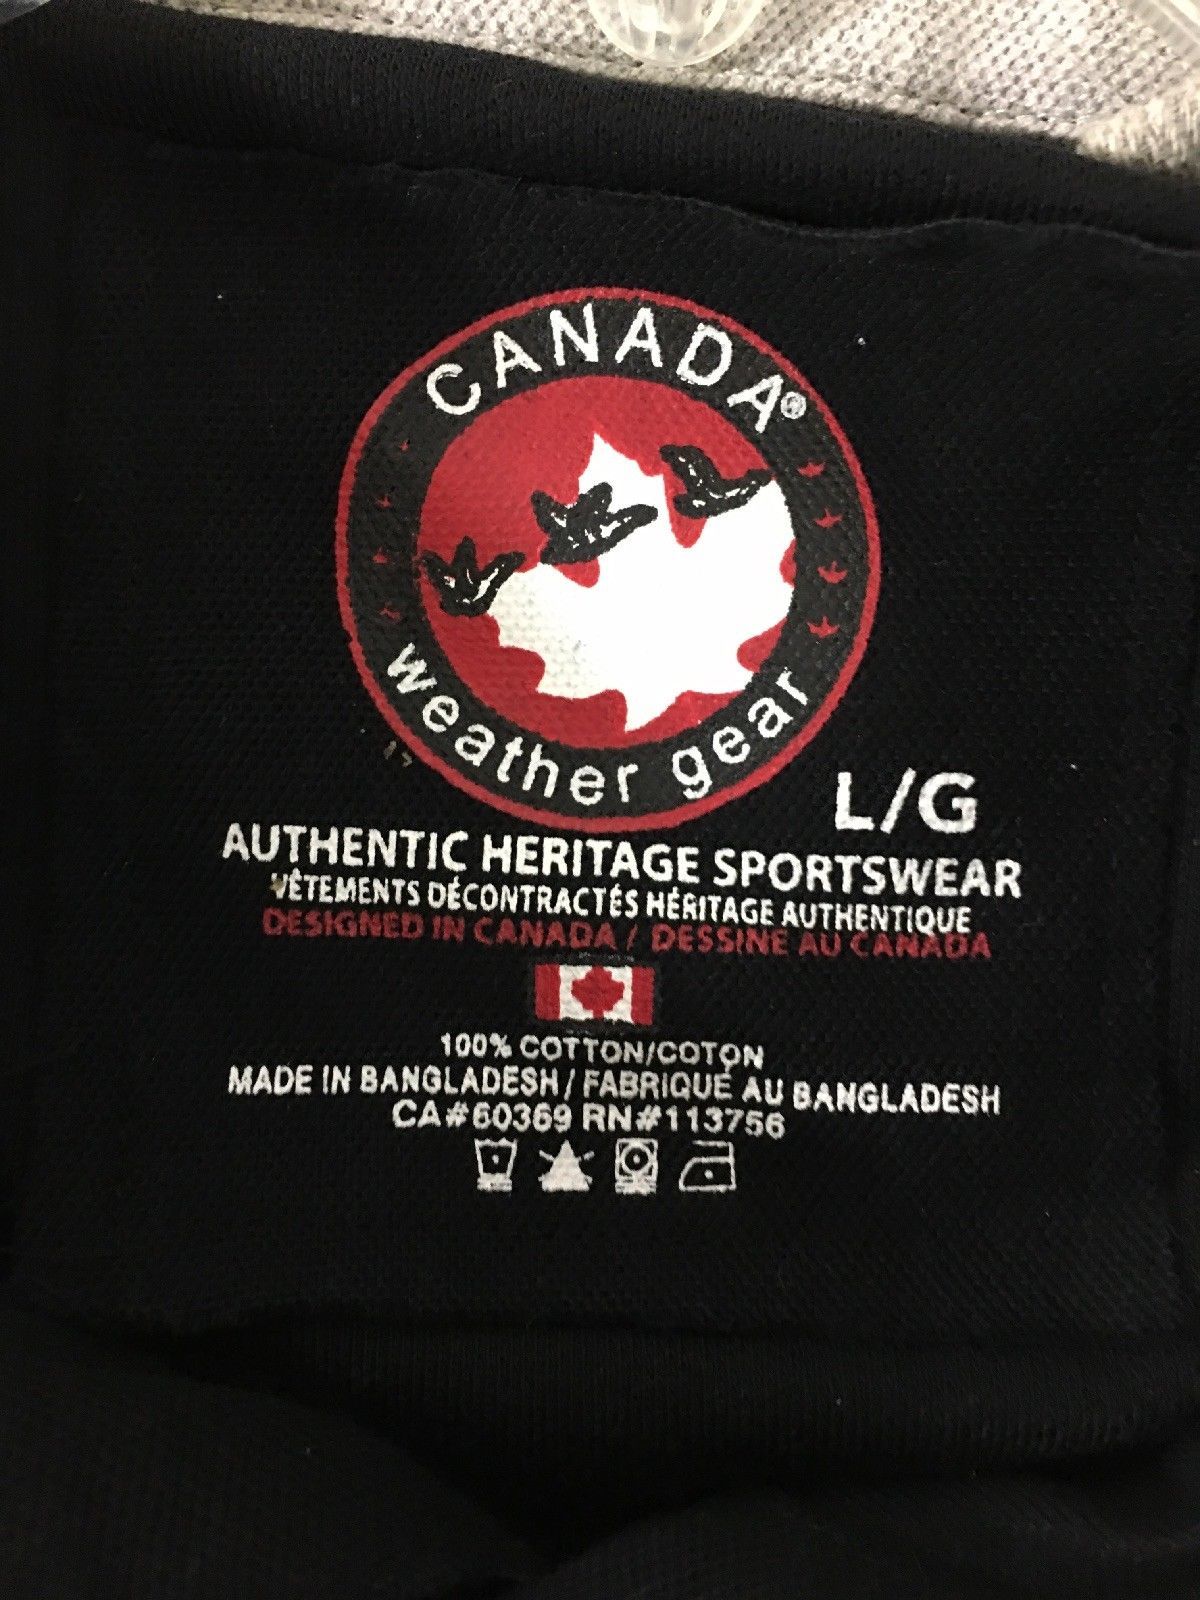 CANADA®
weather gear
L/G
AUTHENTIC HERITAGE SPORTSWEAR
VÊTEMENTS DÉCONTRACTÉS HÉRITAGE AUTHENTIQUE
DESIGNED IN CANADA / DESSINE AU CANADA
100% COTTON/COTON
MADE IN BANGLADESH / FABRIQUE AU BANGLADESH
CA#60369 RN#113756